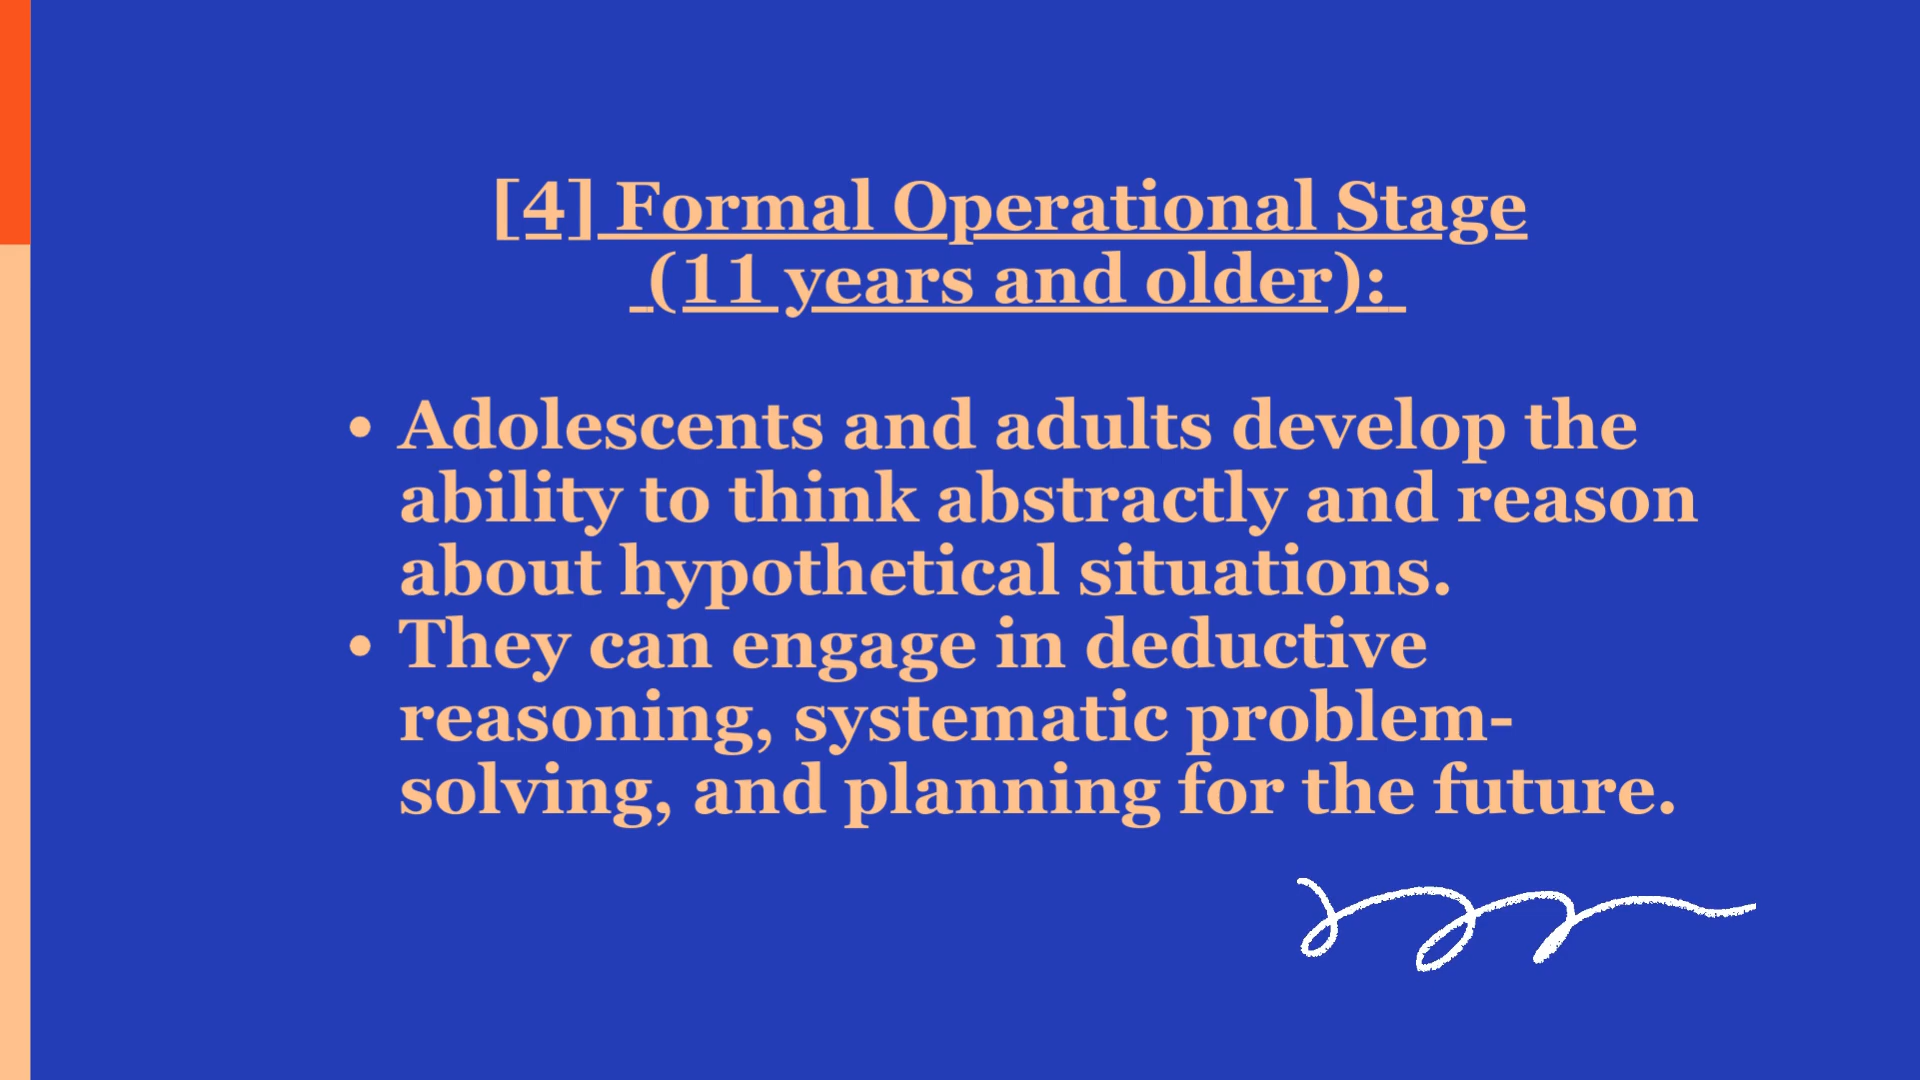 [4] Formal Operational Stage
(11 years and older):
• Adolescents and adults develop the
ability to think abstractly and reason
about hypothetical situations.
• They can engage in deductive
reasoning, systematic problem-
solving, and planning for the future.